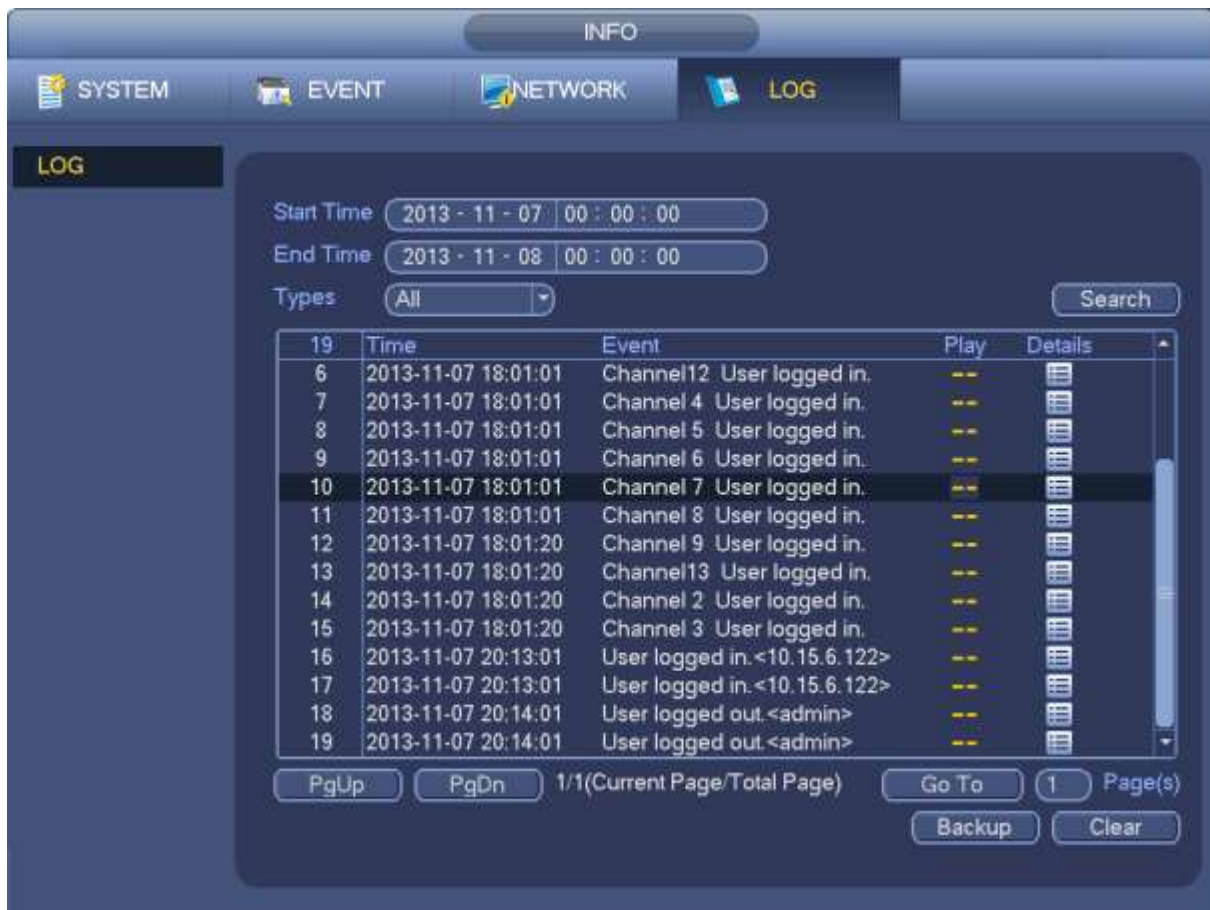 INFO
SYSTEM EVENT NETWORK LOG
LOG
Start Time 2013 - 11 - 07 00 : 00 : 00
End Time 2013 - 11 - 08 00 : 00 : 00
Types All Search
19 Time Event Play Details
6 2013-11-07 18:01:01 Channel12 User logged in. --
7 2013-11-07 18:01:01 Channel 4 User logged in. --
8 2013-11-07 18:01:01 Channel 5 User logged in. --
9 2013-11-07 18:01:01 Channel 6 User logged in. --
10 2013-11-07 18:01:01 Channel 7 User logged in. --
11 2013-11-07 18:01:01 Channel 8 User logged in. --
12 2013-11-07 18:01:20 Channel 9 User logged in. --
13 2013-11-07 18:01:20 Channel13 User logged in. --
14 2013-11-07 18:01:20 Channel 2 User logged in. --
15 2013-11-07 18:01:20 Channel 3 User logged in. --
16 2013-11-07 20:13:01 User logged in.<10.15.6.122> --
17 2013-11-07 20:13:01 User logged in.<10.15.6.122> --
18 2013-11-07 20:14:01 User logged out.<admin> --
19 2013-11-07 20:14:01 User logged out.<admin> --
PgUp PgDn 1/1(Current Page/Total Page) Go To 1 Page(s)
Backup Clear